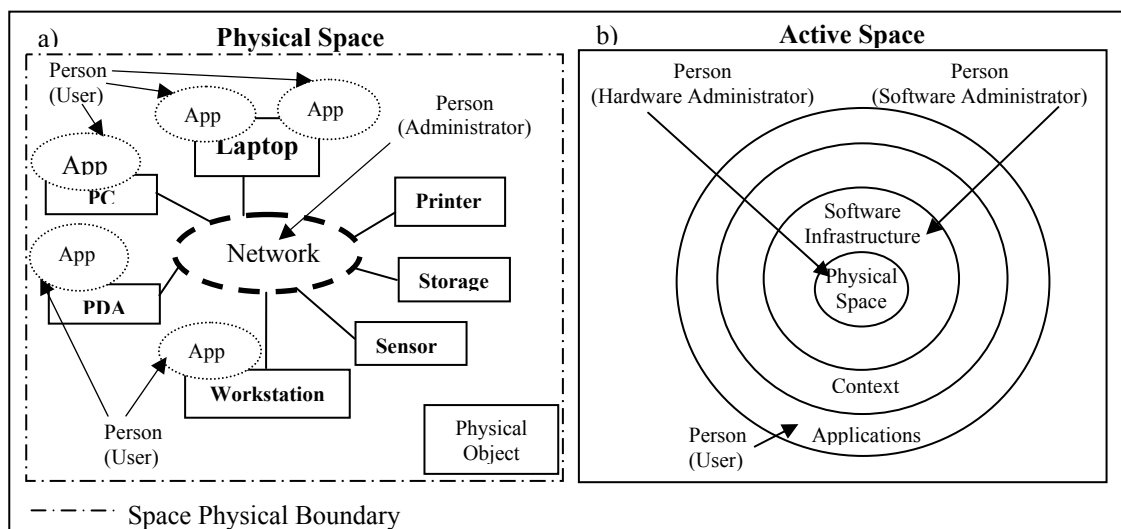 a)
Physical Space
Person
(User)
App
App
Person
(Administrator)
App
Laptop
PC
Printer
Network
App
Storage
PDA
Sensor
App
Workstation
Person
(User)
Physical
Object
Space Physical Boundary
b)
Active Space
Person
(Hardware Administrator)
Person
(Software Administrator)
Software
Infrastructure
Physical
Space
Context
Person
(User)
Applications